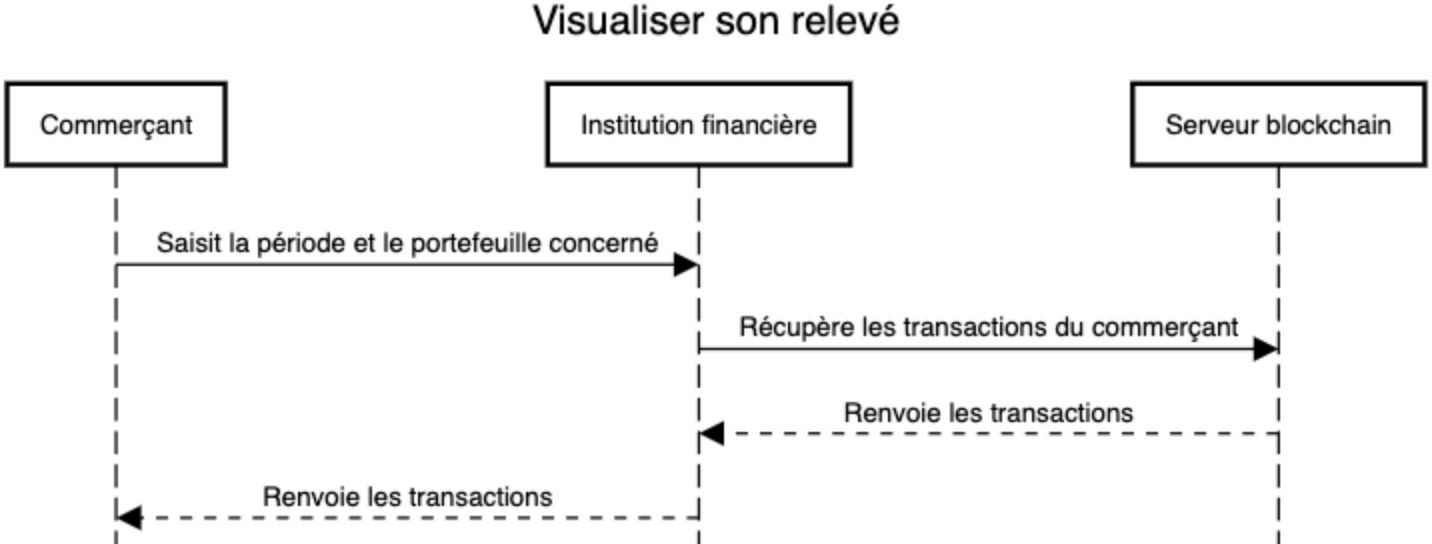 Visualiser son relevé
Commerçant
Institution financière
Serveur blockchain
Saisit la période et le portefeuille concerné
Récupère les transactions du commerçant
Renvoie les transactions
Renvoie les transactions